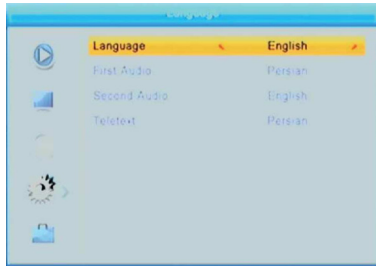 Language
Language English
First Audio Persian
Second Audio English
Teletext Persian